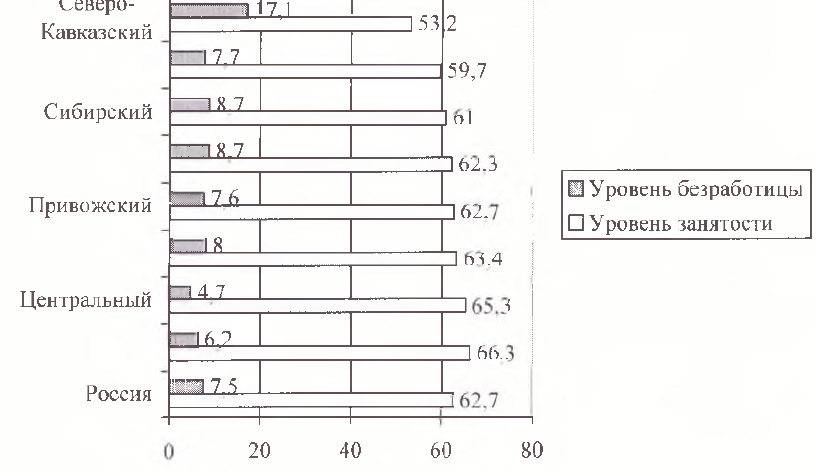 Северо-
Кавказский
17,1
53,2
7,7
59,7
Сибирский
8,7
61
8,7
62,3
Привожский
7,6
62,7
8
63,4
Центральный
4,7
65,3
6,2
66,3
Россия
7,5
62,7
0 20 40 60 80
Уровень безработицы
Уровень занятости